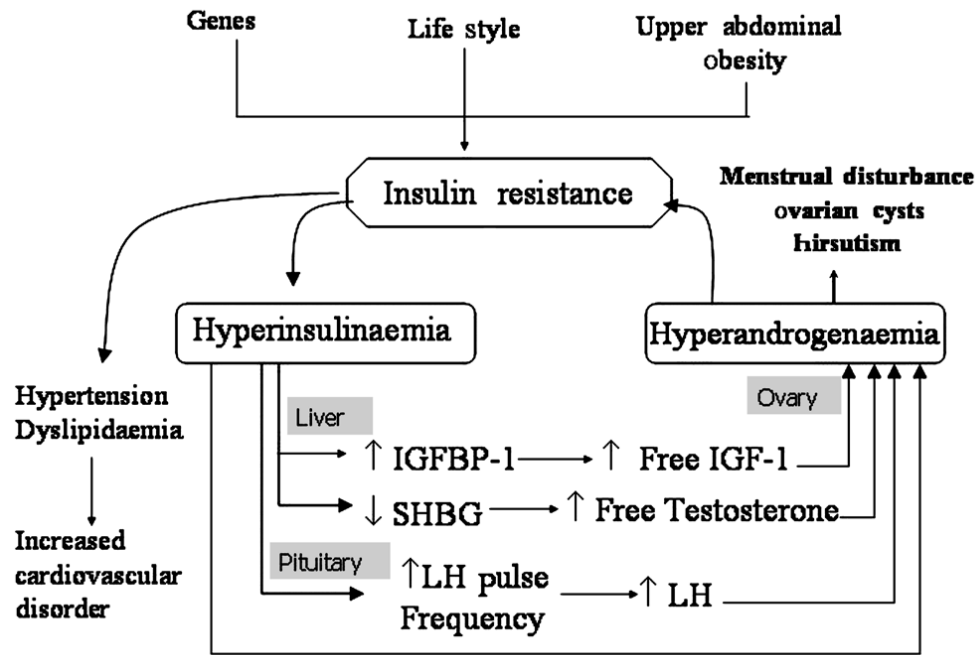 Genes
Life style
Upper abdominal
obesity
Insulin resistance
Menstrual disturbance
ovarian cysts
hirsutism
Hyperinsulinaemia
Hyperandrogenaemia
Hypertension
Dyslipidaemia
Liver
Ovary
↑ IGFBP-1 → ↑ Free IGF-1
↓ SHBG → ↑ Free Testosterone
Increased
cardiovascular
disorder
Pituitary
↑LH pulse
Frequency
↑ LH